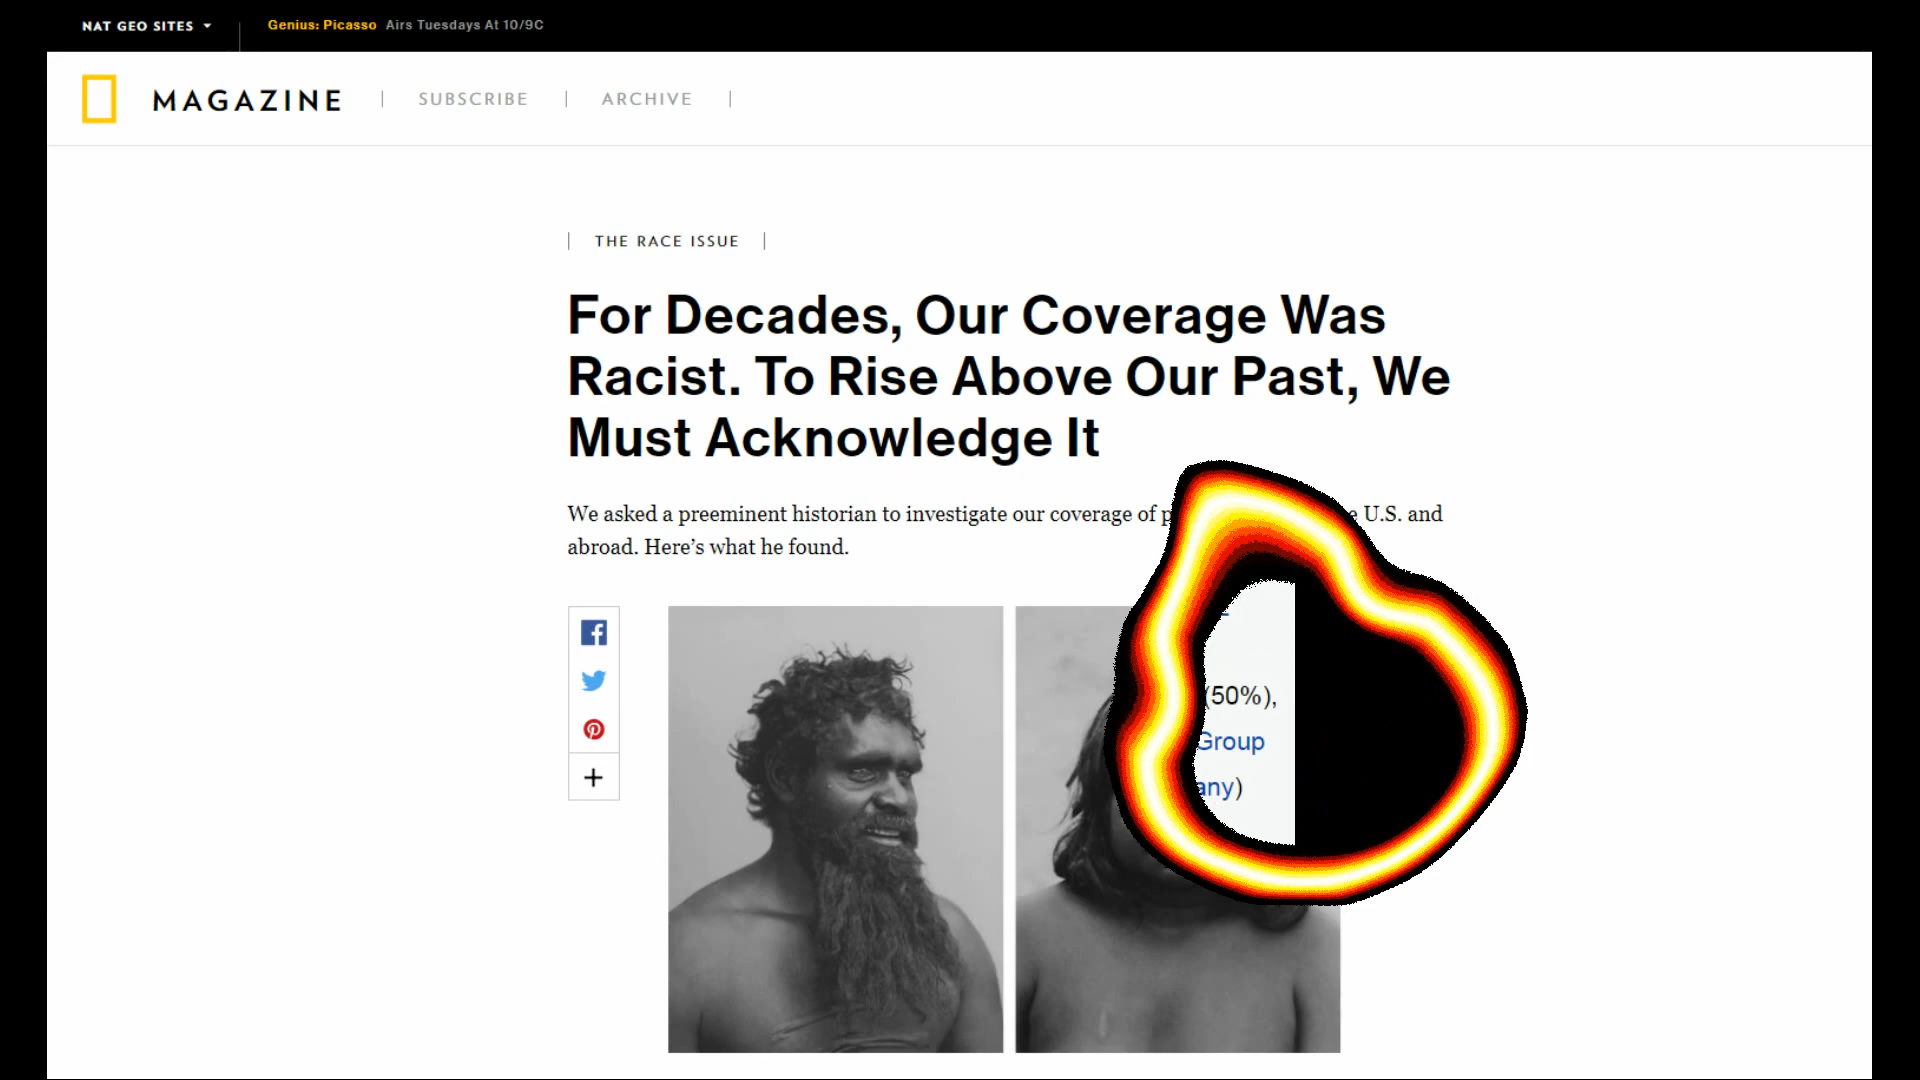 NAT GEO SITES
Genius: Picasso Airs Tuesdays At 10/9C
MAGAZINE
SUBSCRIBE
ARCHIVE
THE RACE ISSUE
For Decades, Our Coverage Was
Racist. To Rise Above Our Past, We
Must Acknowledge It
We asked a preeminent historian to investigate our coverage of U.S. and
abroad. Here’s what he found.
(50%),
Group